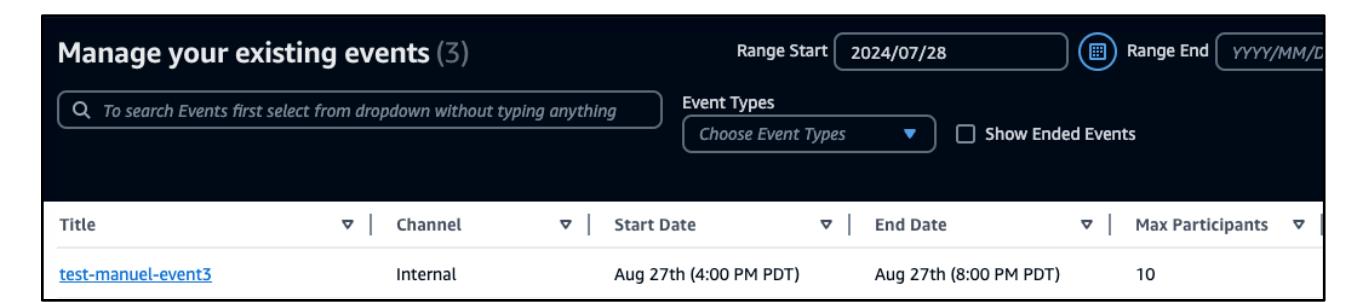 Manage your existing events (3)
Range Start 2024/07/28 Range End YYYY/MM/D
To search Events first select from dropdown without typing anything
Event Types
Choose Event Types
Show Ended Events
Title Channel Start Date End Date Max Participants
test-manuel-event3 Internal Aug 27th (4:00 PM PDT) Aug 27th (8:00 PM PDT) 10